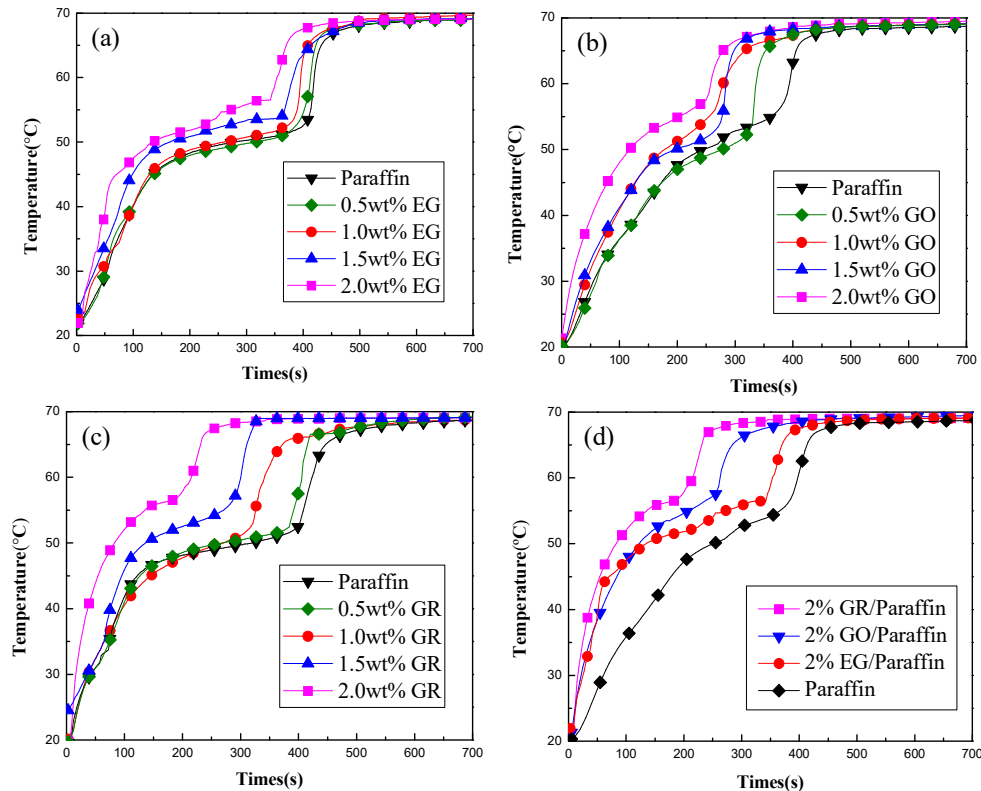 (a)
Temperature(°C)
70
60
50
40
30
20
0 100 200 300 400 500 600 700
Times(s)
Paraffin
0.5wt% EG
1.0wt% EG
1.5wt% EG
2.0wt% EG
(b)
Temperature(°C)
70
60
50
40
30
20
0 100 200 300 400 500 600 700
Times(s)
Paraffin
0.5wt% GO
1.0wt% GO
1.5wt% GO
2.0wt% GO
(c)
Temperature(°C)
70
60
50
40
30
20
0 100 200 300 400 500 600 700
Times(s)
Paraffin
0.5wt% GR
1.0wt% GR
1.5wt% GR
2.0wt% GR
(d)
Temperature(°C)
70
60
50
40
30
20
0 100 200 300 400 500 600 700
Times(s)
2% GR/Paraffin
2% GO/Paraffin
2% EG/Paraffin
Paraffin